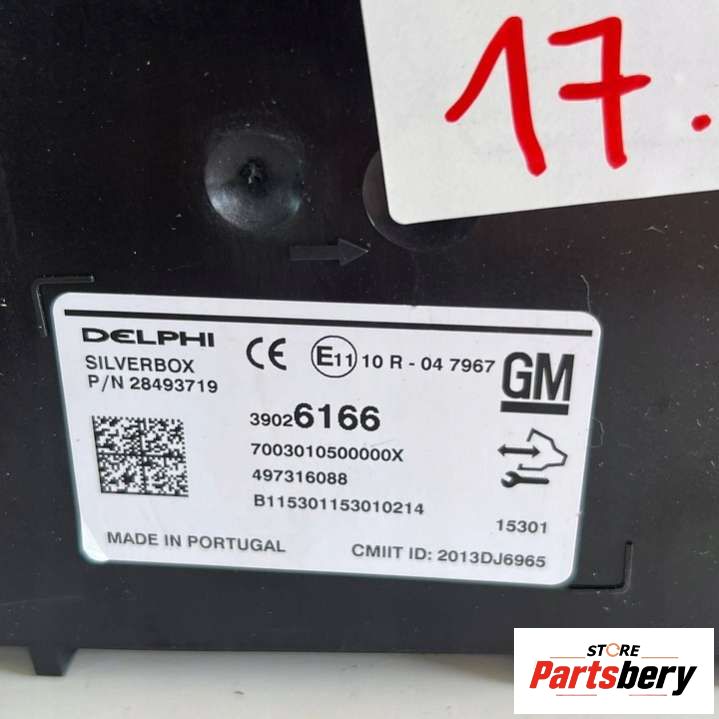 17.
DELPHI
SILVERBOX
P/N 28493719
CE E11 10 R - 04 7967
GM
39026166
7003010500000X
497316088
B115301153010214
15301
MADE IN PORTUGAL
CMIIT ID: 2013DJ6965
STORE
Partsbery